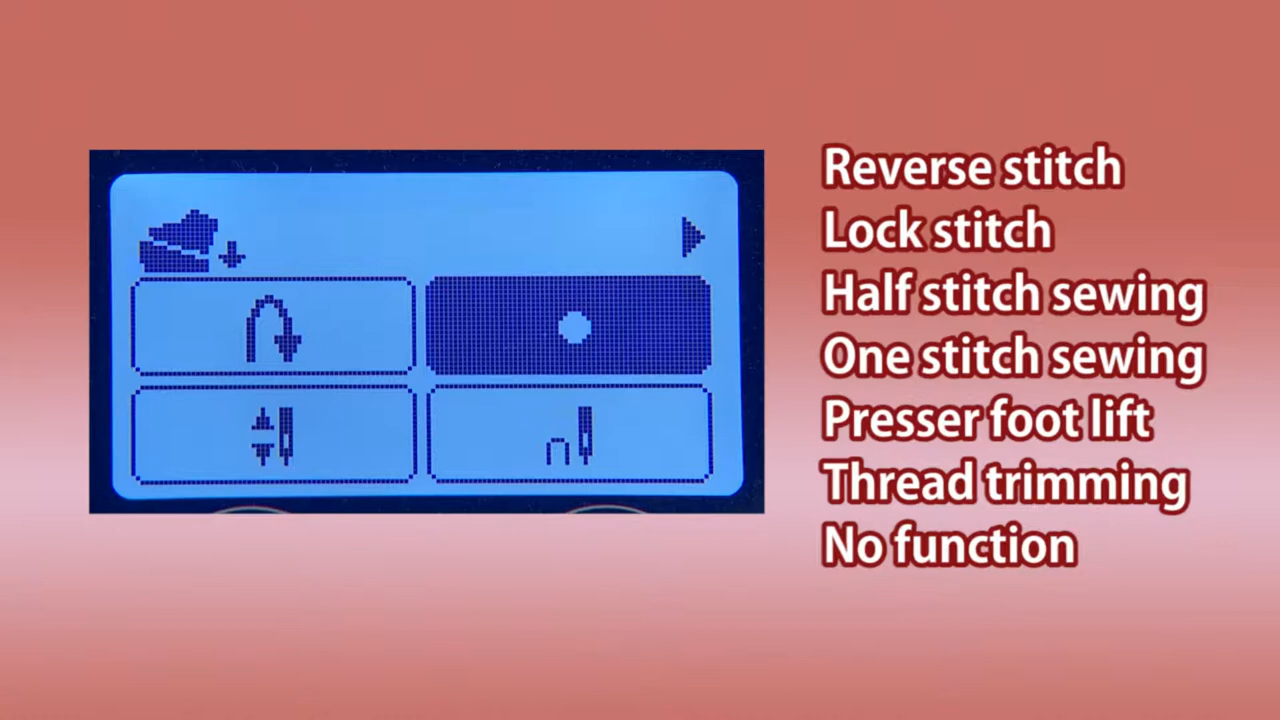 Reverse stitch
Lock stitch
Half stitch sewing
One stitch sewing
Presser foot lift
Thread trimming
No function